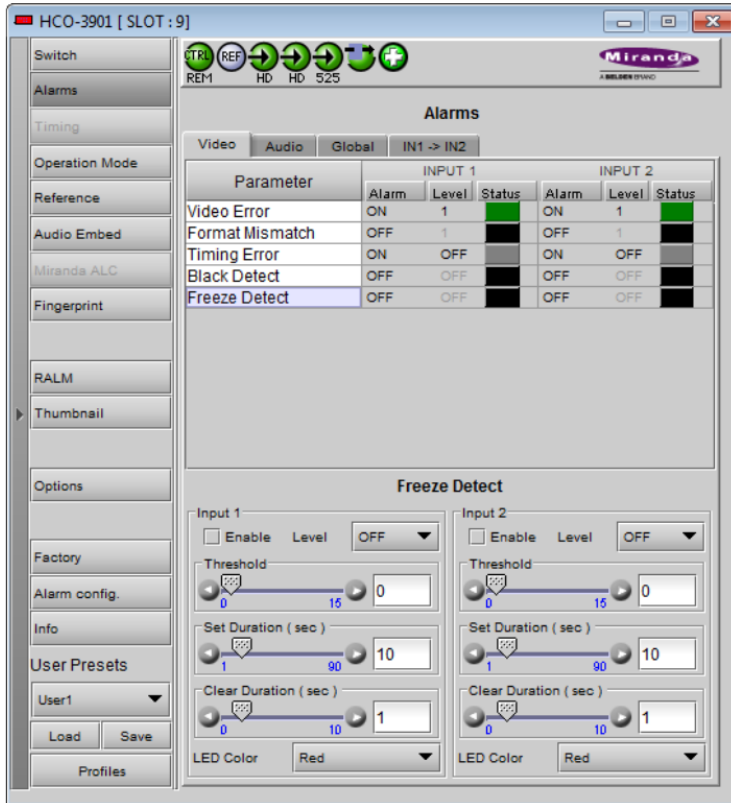 HCO-3901 [ SLOT : 9]
Switch
Alarms
Timing
Operation Mode
Reference
Audio Embed
Miranda ALC
Fingerprint
RALM
Thumbnail
Options
Factory
Alarm config.
Info
User Presets
User1
Load Save
Profiles
CTRL REF
REM HD HD 525
Miranda
A BELDEN BRAND
Alarms
Video Audio Global IN1 -> IN2
Parameter INPUT 1 INPUT 2
Alarm Level Status Alarm Level Status
Video Error ON 1 ON 1
Format Mismatch OFF 1 OFF 1
Timing Error ON OFF ON OFF
Black Detect OFF OFF OFF OFF
Freeze Detect OFF OFF OFF OFF
Freeze Detect
Input 1
Enable Level OFF
Threshold
0 15 0
Set Duration ( sec )
1 90 10
Clear Duration ( sec )
0 10 1
LED Color Red
Input 2
Enable Level OFF
Threshold
0 15 0
Set Duration ( sec )
1 90 10
Clear Duration ( sec )
0 10 1
LED Color Red